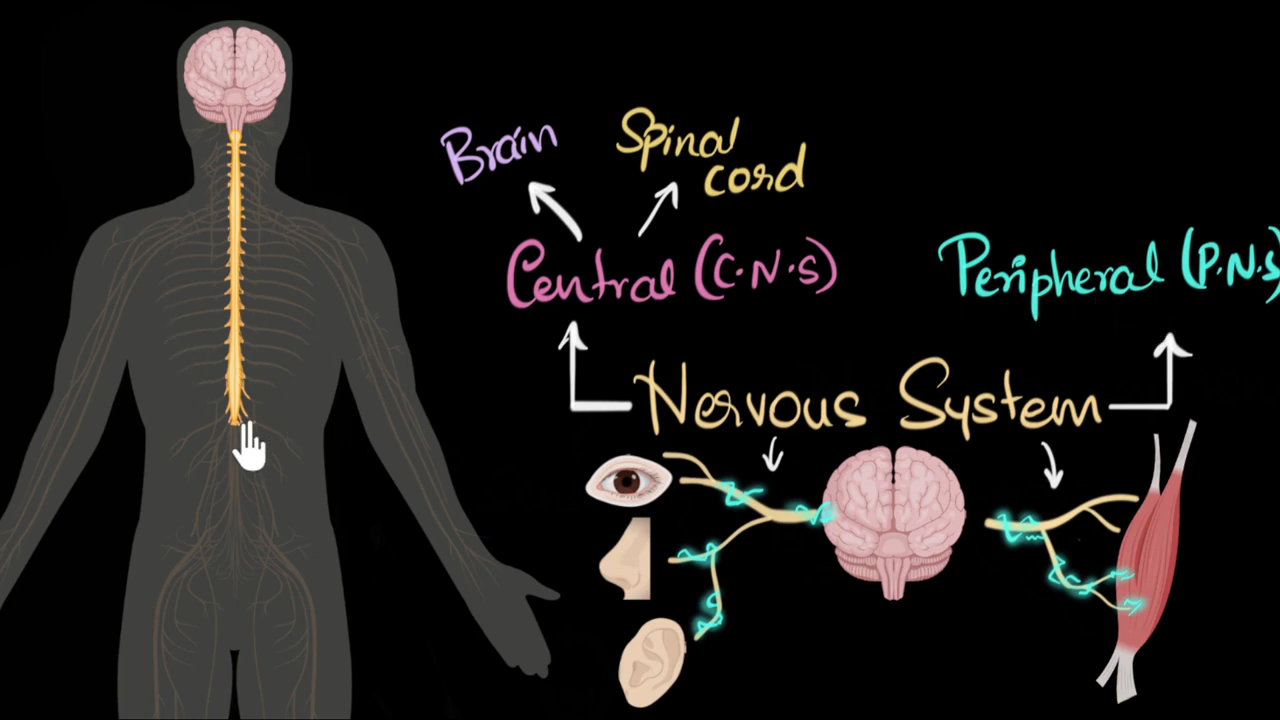 Brain
Spinal
cord
Central (C.N.S)
Peripheral (P.N.S)
Nervous System